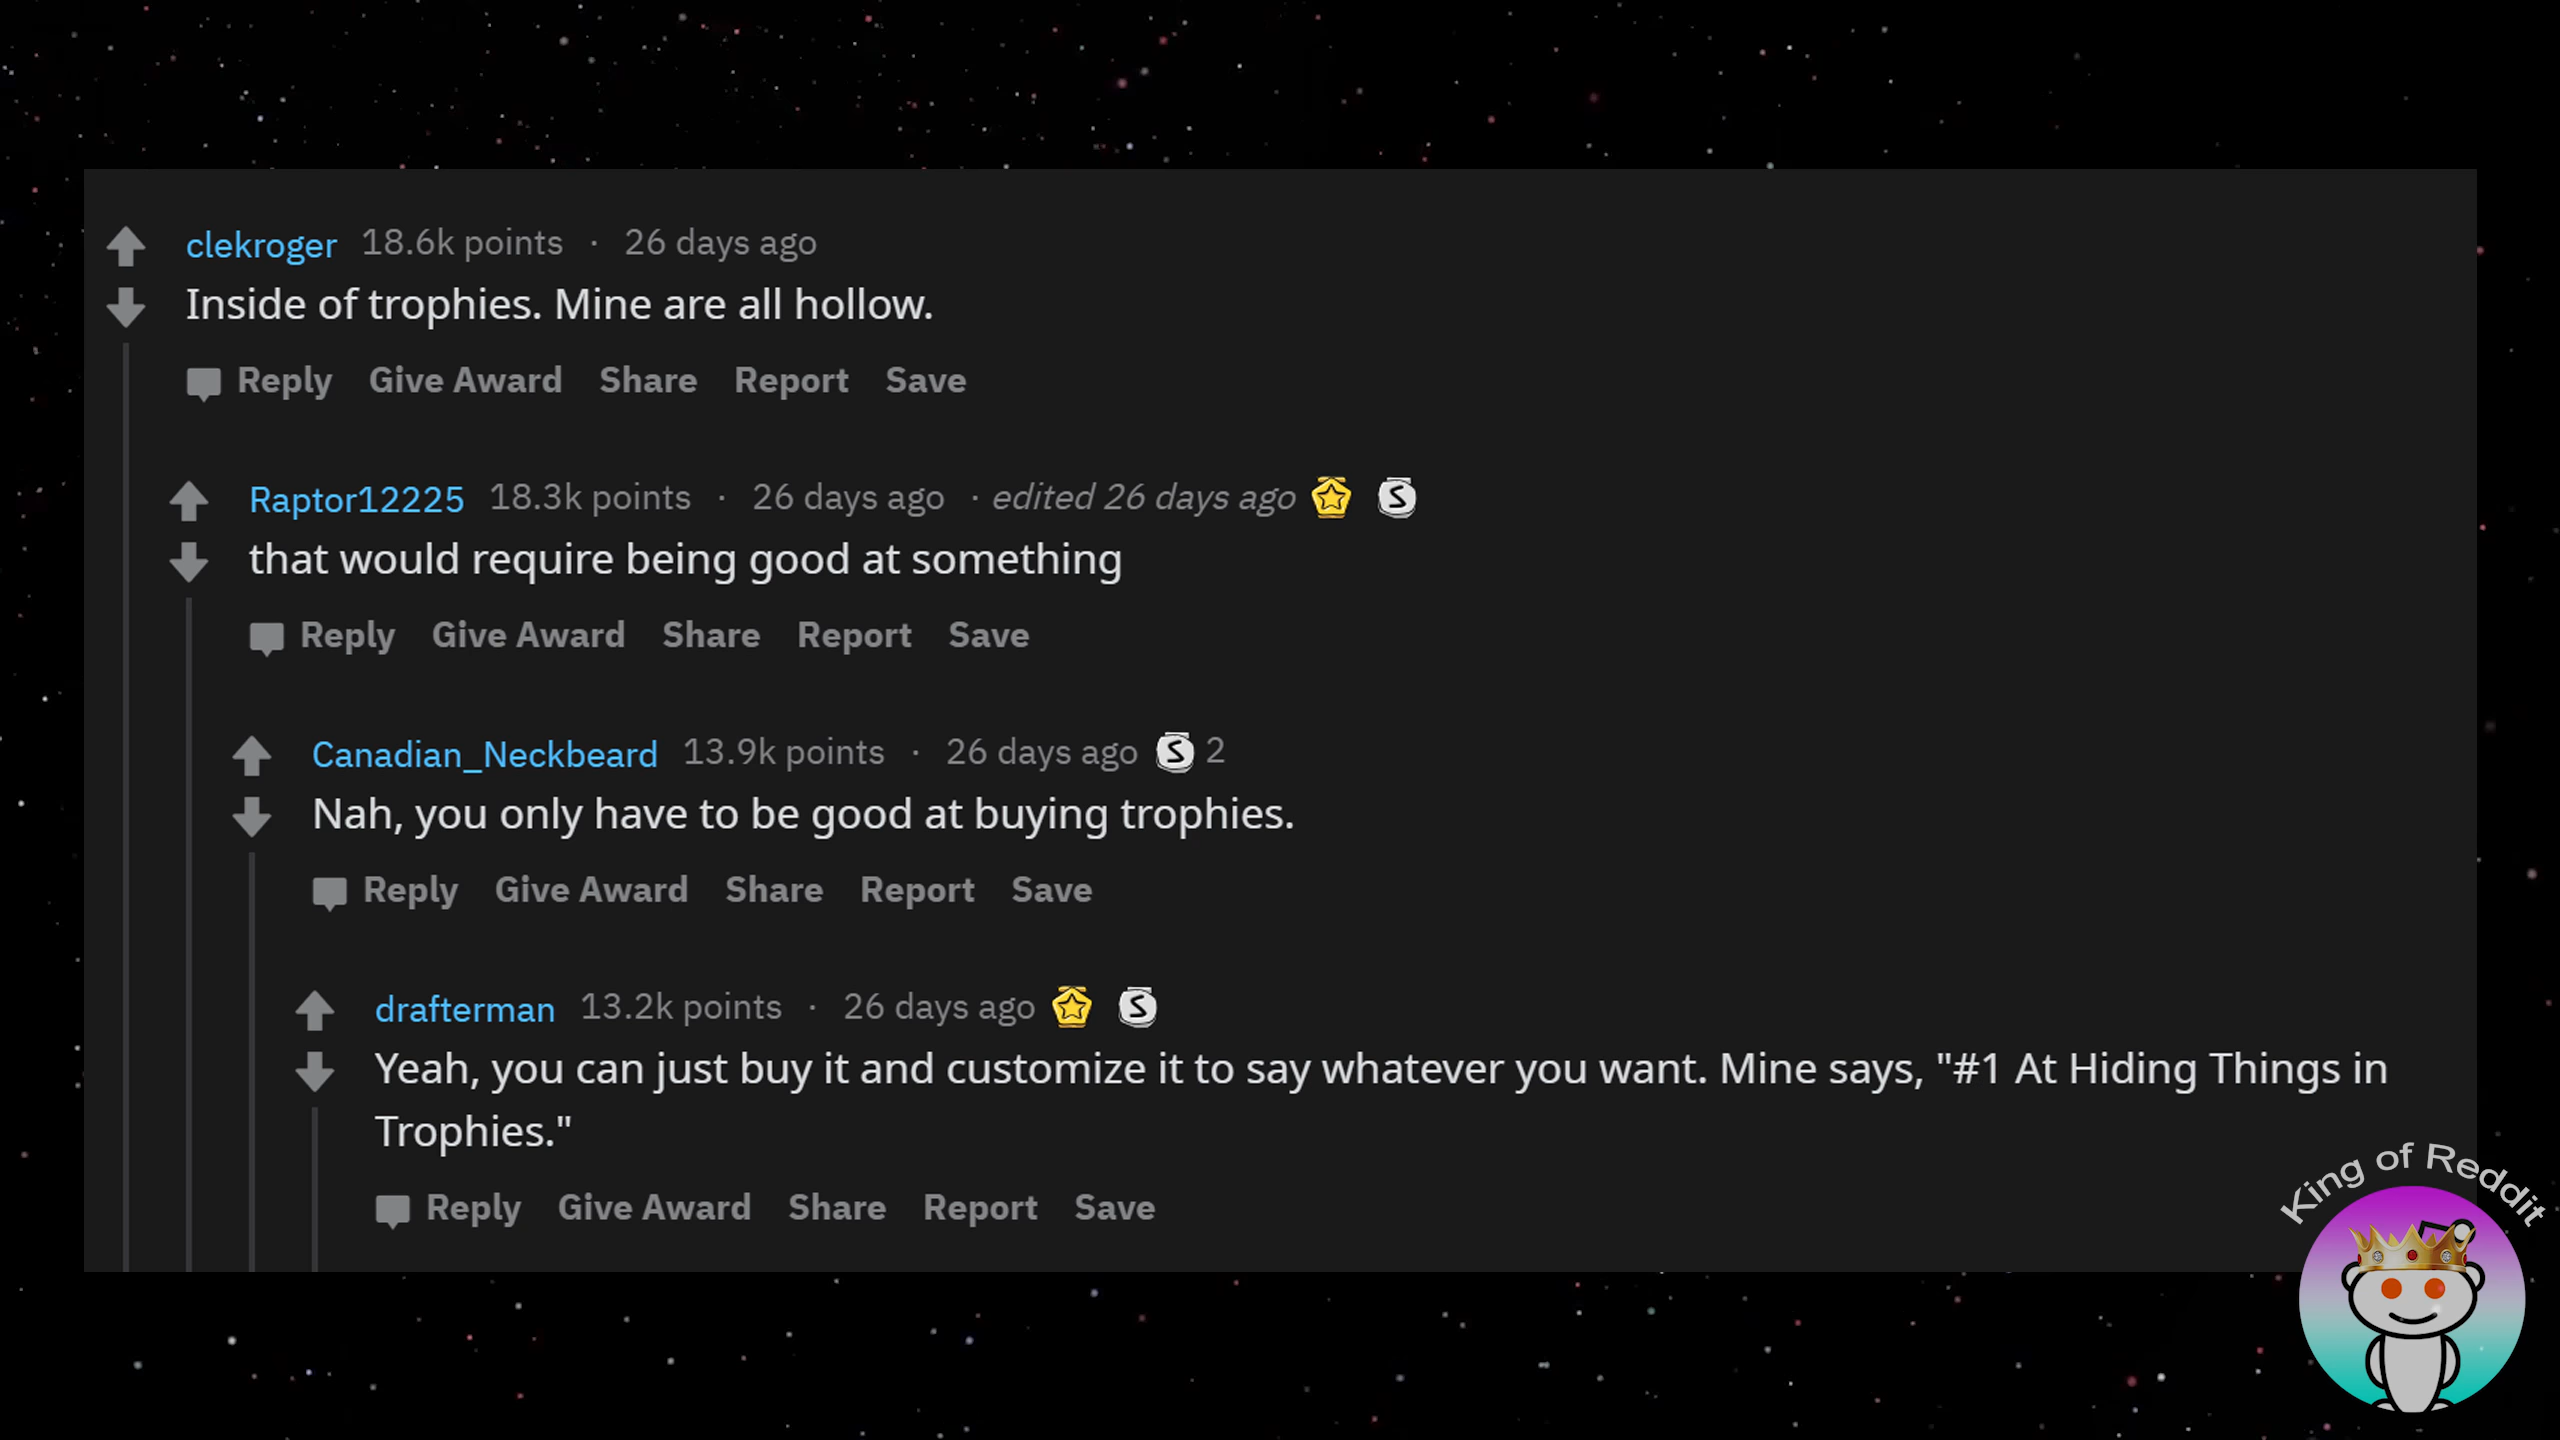 clekroger 18.6k points · 26 days ago
Inside of trophies. Mine are all hollow.
Reply Give Award Share Report Save
Raptor12225 18.3k points · 26 days ago · edited 26 days ago S
that would require being good at something
Reply Give Award Share Report Save
Canadian_Neckbeard 13.9k points · 26 days ago S 2
Nah, you only have to be good at buying trophies.
Reply Give Award Share Report Save
drafterman 13.2k points · 26 days ago S
Yeah, you can just buy it and customize it to say whatever you want. Mine says, "#1 At Hiding Things in
Trophies."
Reply Give Award Share Report Save
King of Reddit